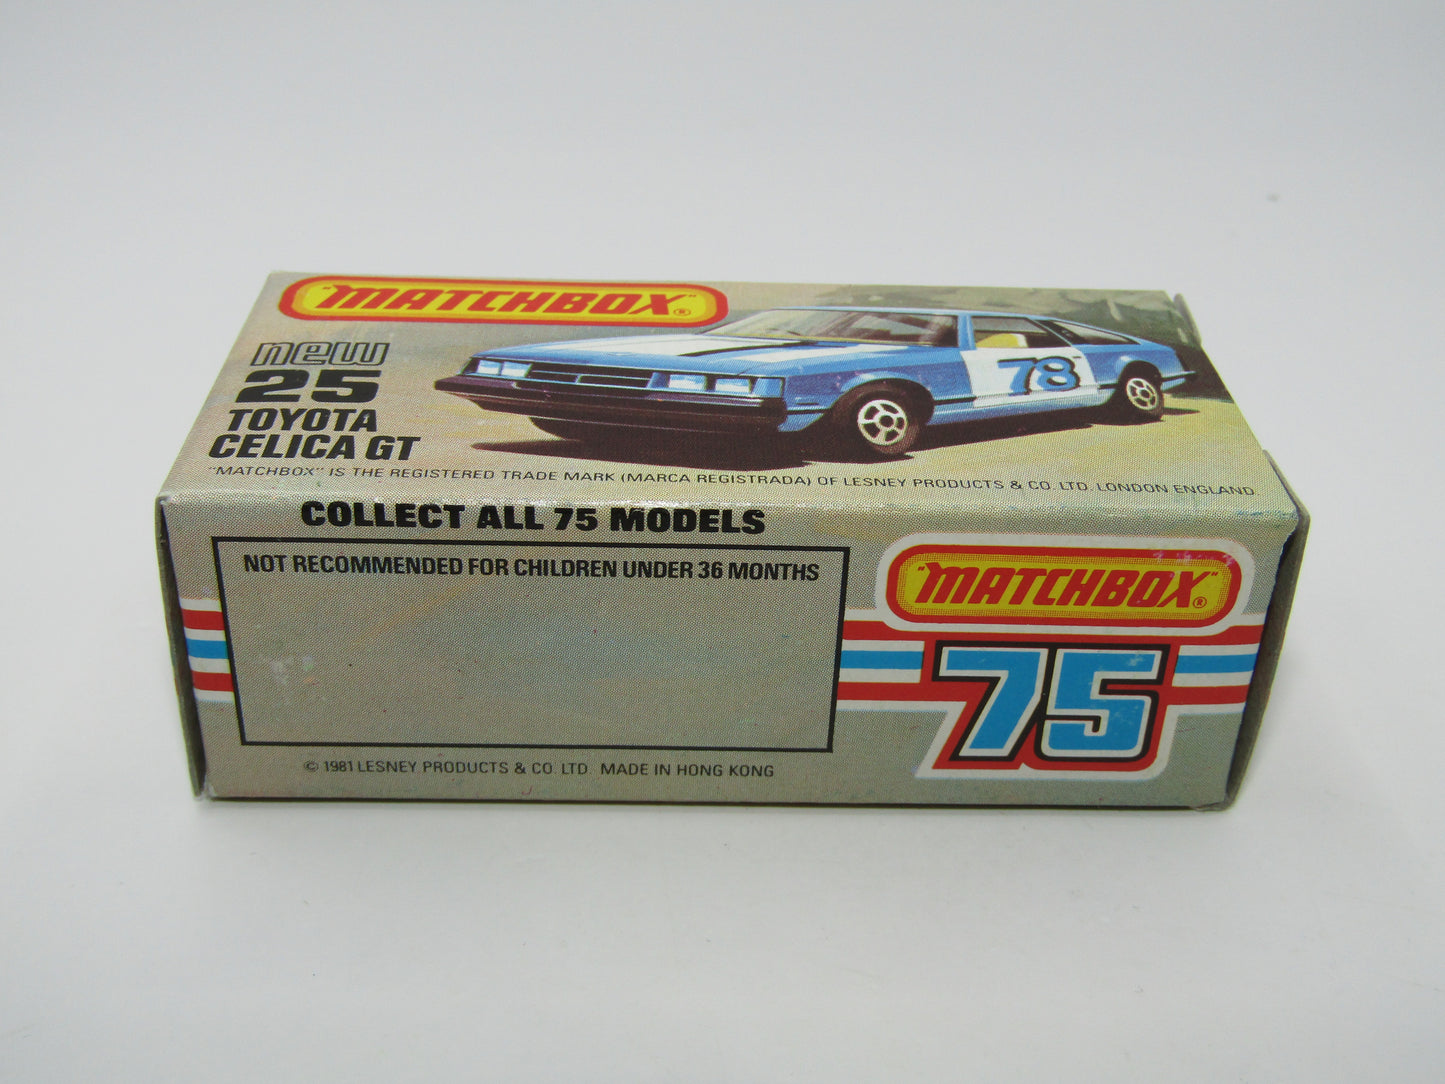 "MATCHBOX"®
new
25
TOYOTA
CELICA GT
78
"MATCHBOX" IS THE REGISTERED TRADE MARK (MARCA REGISTRADA) OF LESNEY PRODUCTS & CO. LTD. LONDON ENGLAND.
COLLECT ALL 75 MODELS
NOT RECOMMENDED FOR CHILDREN UNDER 36 MONTHS
"MATCHBOX"®
75
© 1981 LESNEY PRODUCTS & CO. LTD. MADE IN HONG KONG